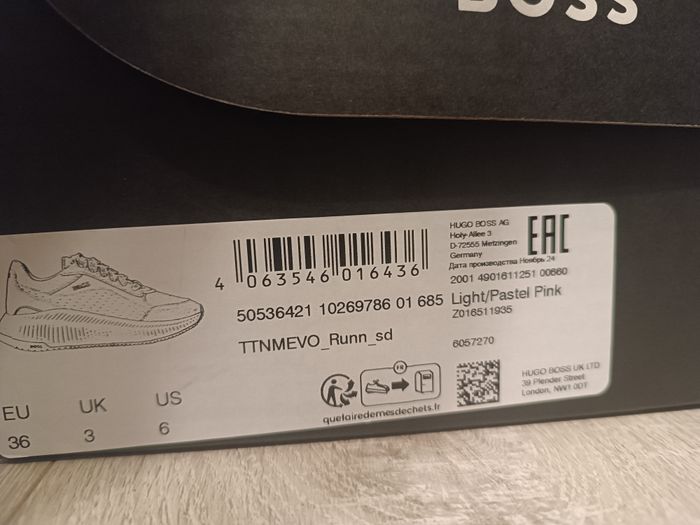 BOSS
HUGO BOSS AG
Holy-Allee 3
D-72555 Metzingen
Germany
Дата производства Ноябрь 24
EAC
2001 4901611251 00660
4 063546 016436
50536421 10269786 01 685
Light/Pastel Pink
Z016511935
TTNMEVO_Runn_sd
6057270
FR
quefairedemesdechets.fr
HUGO BOSS UK LTD
39 Plender Street
London, NW1 0DT
BOSS
EU UK US
36 3 6